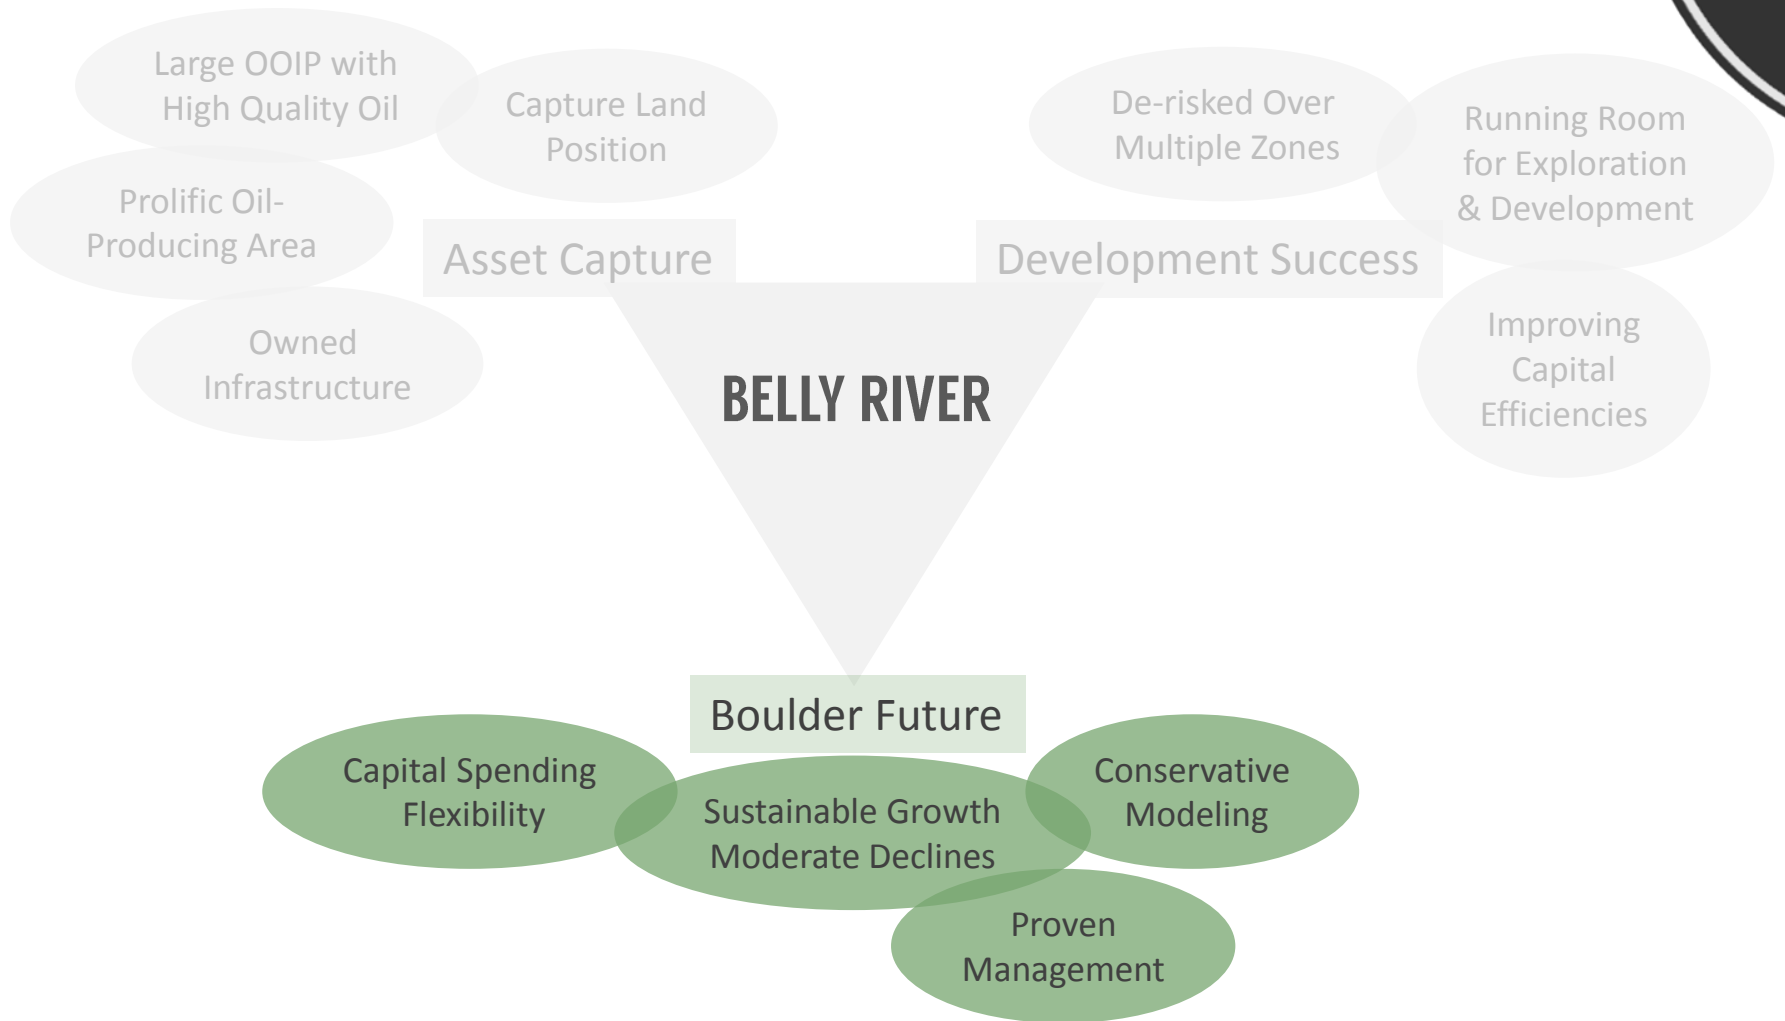 Large OOIP with
High Quality Oil
Capture Land
Position
Prolific Oil-
Producing Area
Asset Capture
Owned
Infrastructure
De-risked Over
Multiple Zones
Running Room
for Exploration
& Development
Development Success
Improving
Capital
Efficiencies
BELLY RIVER
Boulder Future
Capital Spending
Flexibility
Sustainable Growth
Moderate Declines
Conservative
Modeling
Proven
Management